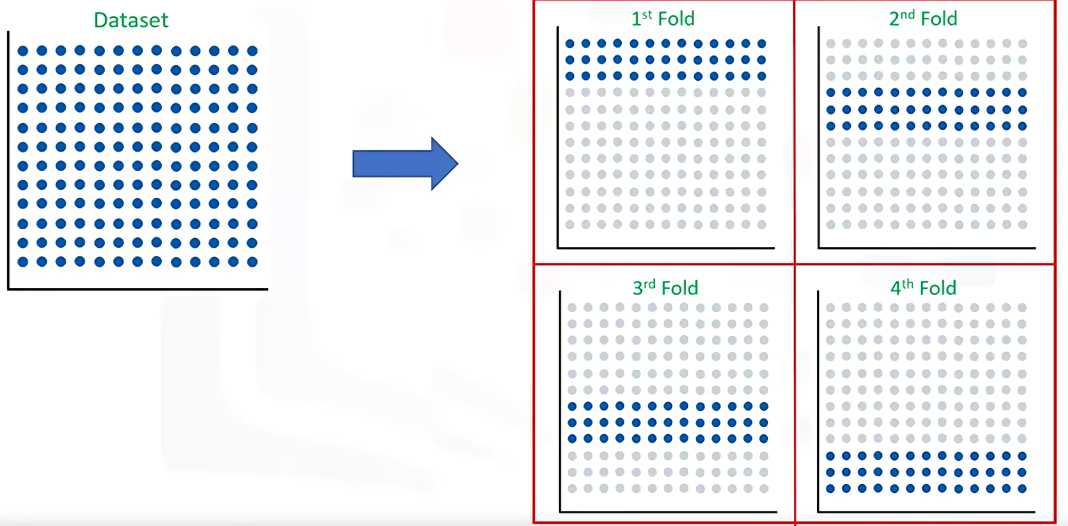 Dataset
1st Fold
2nd Fold
3rd Fold
4th Fold